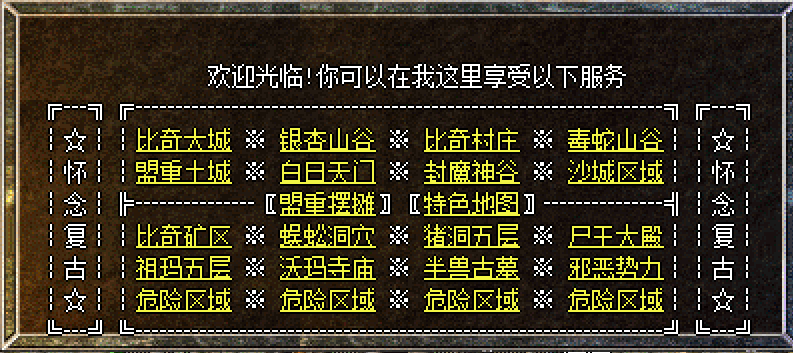 欢迎光临!你可以在我这里享受以下服务
☆ 比奇大城 ※ 银杏山谷 ※ 比奇村庄 ※ 毒蛇山谷 ☆
怀 盟重土城 ※ 白日天门 ※ 封魔神谷 ※ 沙城区域 怀
念 〖盟重摆摊〗〖特色地图〗 念
复 比奇矿区 ※ 蜈蚣洞穴 ※ 猪洞五层 ※ 尸王大殿 复
古 祖玛五层 ※ 沃玛寺庙 ※ 半兽古墓 ※ 邪恶势力 古
☆ 危险区域 ※ 危险区域 ※ 危险区域 ※ 危险区域 ☆